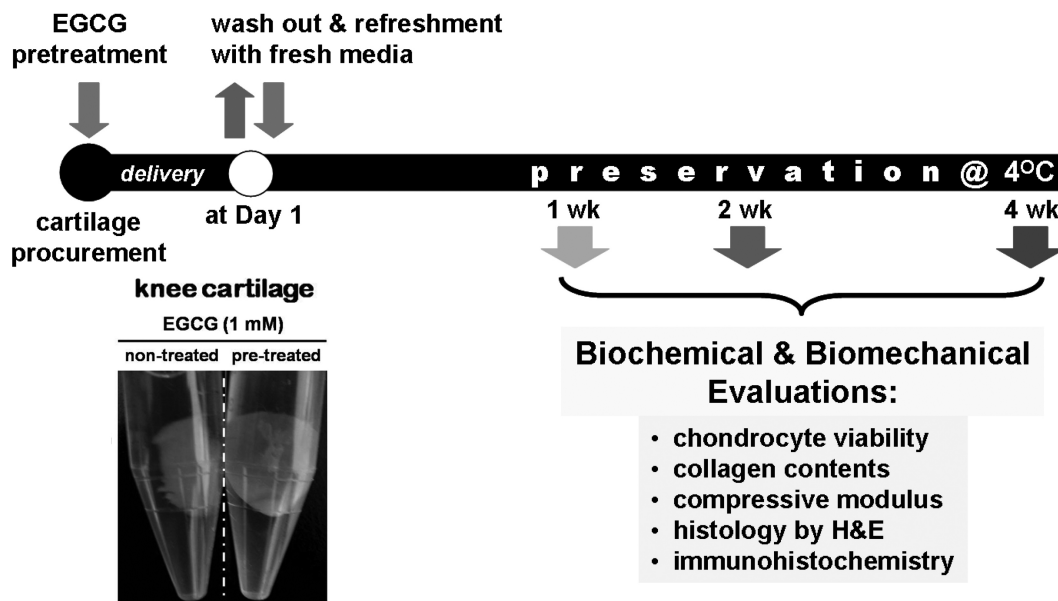 EGCG
pretreatment
wash out & refreshment
with fresh media
delivery
preservation@ 4°C
cartilage
procurement
at Day 1
1 wk
2 wk
4 wk
knee cartilage
EGCG (1 mM)
non-treated
pre-treated
Biochemical & Biomechanical
Evaluations:
• chondrocyte viability
• collagen contents
• compressive modulus
• histology by H&E
• immunohistochemistry